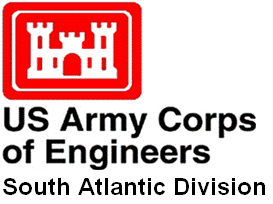 US Army Corps
of Engineers
South Atlantic Division